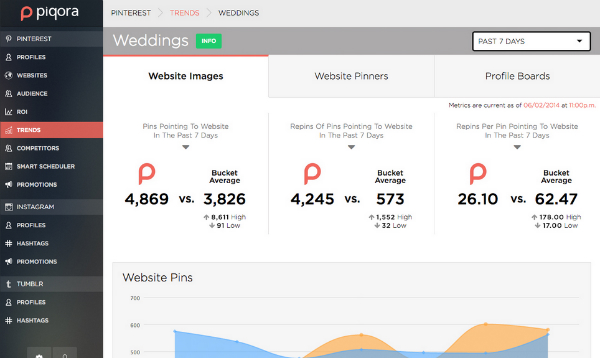 piqora
PINTEREST > TRENDS > WEDDINGS
PINTEREST
PROFILES
WEBSITES
AUDIENCE
ROI
TRENDS
COMPETITORS
SMART SCHEDULER
PROMOTIONS
INSTAGRAM
PROFILES
HASHTAGS
PROMOTIONS
TUMBLR
PROFILES
HASHTAGS
Weddings INFO
PAST 7 DAYS
Website Images
Website Pinners
Profile Boards
Metrics are current as of 06/02/2014 at 11:00p.m.
Pins Pointing To Website
In The Past 7 Days
Bucket
Average
4,869 vs. 3,826
8,611 High
91 Low
Repins Of Pins Pointing To Website
In The Past 7 Days
Bucket
Average
4,245 vs. 573
1,552 High
32 Low
Repins Per Pin Pointing To Website
In The Past 7 Days
Bucket
Average
26.10 vs. 62.47
178.00 High
17.00 Low
Website Pins
700
600
500